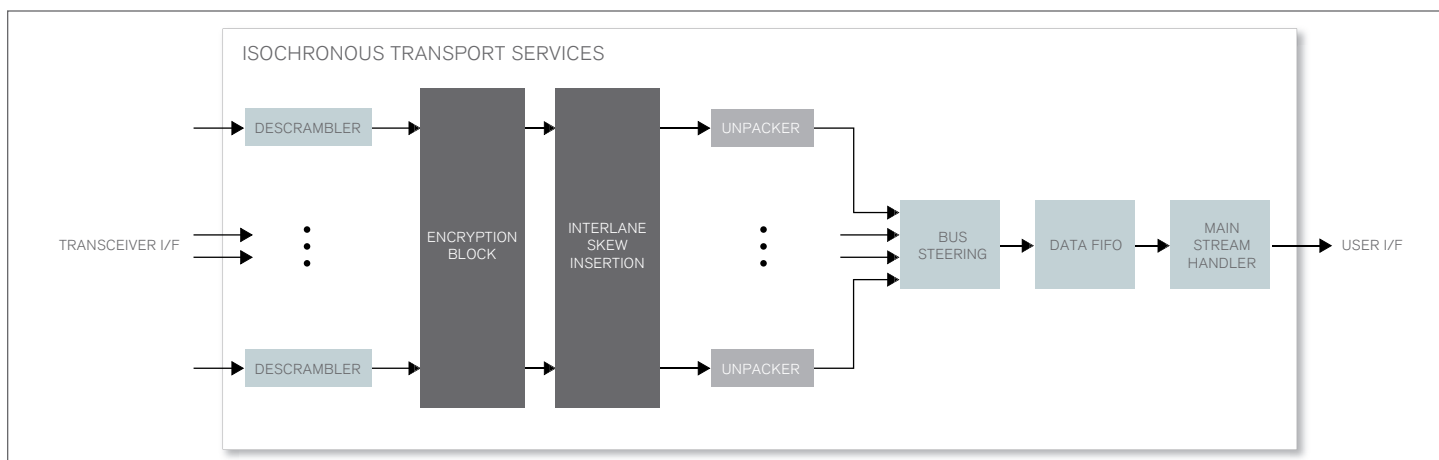 ISOCHRONOUS TRANSPORT SERVICES
DESCRAMBLER
UNPACKER
TRANSCEIVER I/F
ENCRYPTION
BLOCK
INTERLANE
SKEW
INSERTION
BUS
STEERING
DATA FIFO
MAIN
STREAM
HANDLER
USER I/F
DESCRAMBLER
UNPACKER